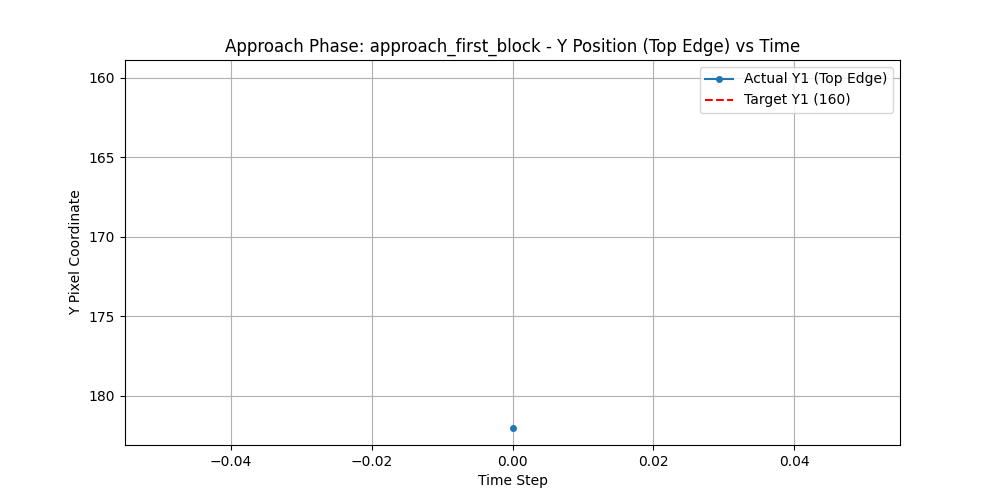 Approach Phase: approach_first_block - Y Position (Top Edge) vs Time
Actual Y1 (Top Edge)
Target Y1 (160)
160
165
170
175
180
Y Pixel Coordinate
−0.04
−0.02
0.00
0.02
0.04
Time Step